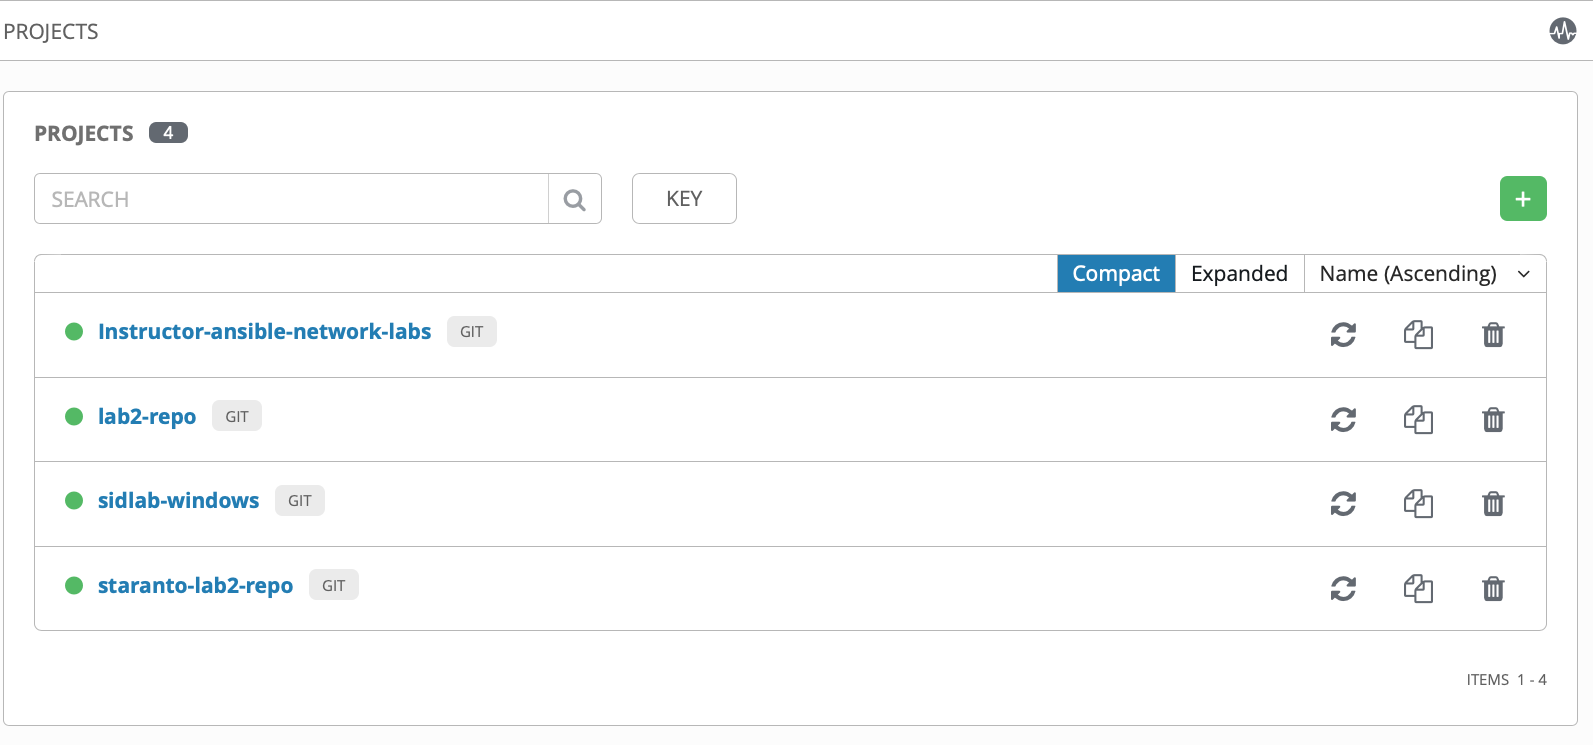 PROJECTS
PROJECTS 4
SEARCH KEY +
Compact Expanded Name (Ascending)
Instructor-ansible-network-labs GIT
lab2-repo GIT
sidlab-windows GIT
staranto-lab2-repo GIT
ITEMS 1 - 4